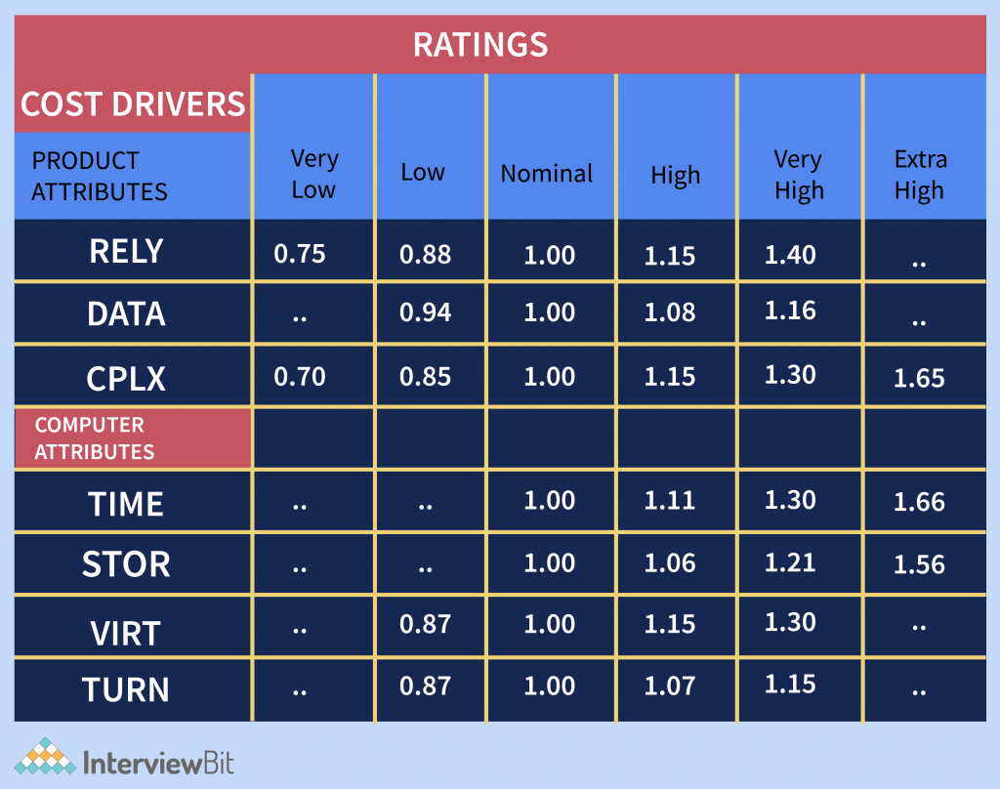 RATINGS
COST DRIVERS
PRODUCT
ATTRIBUTES
Very
Low
Low
Nominal
High
Very
High
Extra
High
RELY 0.75 0.88 1.00 1.15 1.40 ..
DATA .. 0.94 1.00 1.08 1.16 ..
CPLX 0.70 0.85 1.00 1.15 1.30 1.65
COMPUTER
ATTRIBUTES
TIME .. .. 1.00 1.11 1.30 1.66
STOR .. .. 1.00 1.06 1.21 1.56
VIRT .. 0.87 1.00 1.15 1.30 ..
TURN .. 0.87 1.00 1.07 1.15 ..
InterviewBit